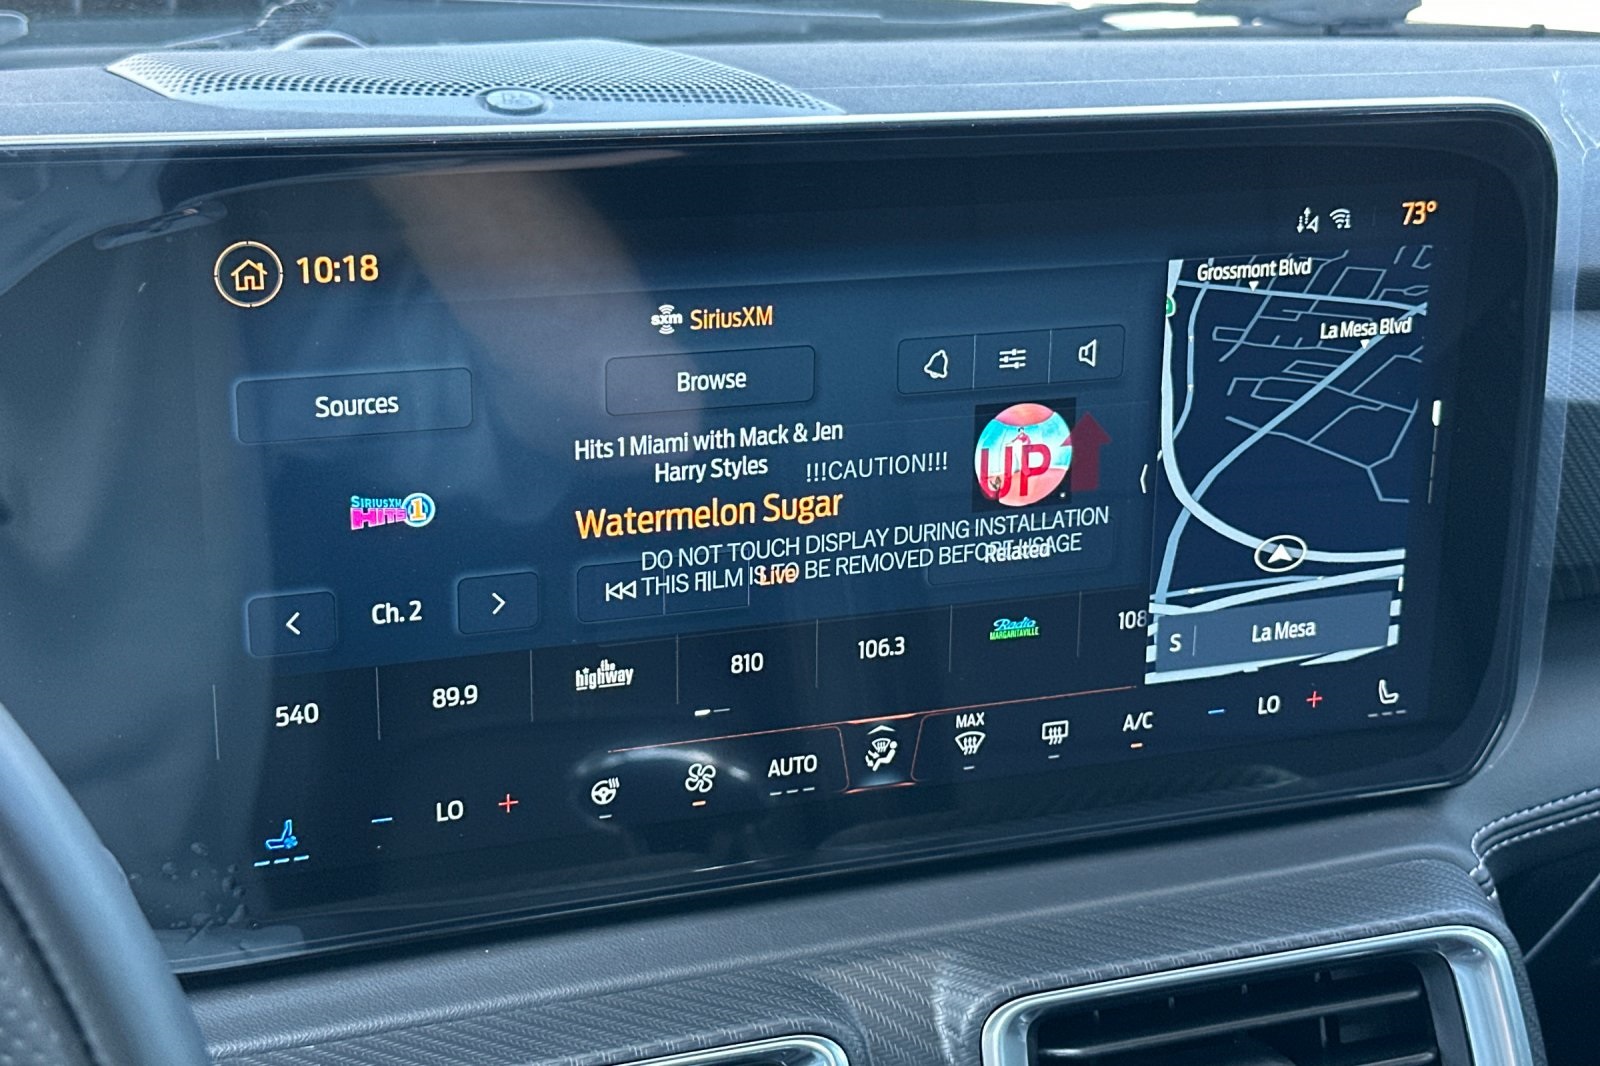 10:18
73°
sxm SiriusXM
Sources
Browse
Hits 1 Miami with Mack & Jen
Harry Styles
!!!CAUTION!!!
UP
SIRIUSXM
HITS 1
Watermelon Sugar
DO NOT TOUCH DISPLAY DURING INSTALLATION
THIS FILM IS TO BE REMOVED BEFORE USAGE
Related
Live
Ch. 2
Grossmont Blvd
La Mesa Blvd
S
La Mesa
540
89.9
the
highway
810
106.3
Radio
MARGARITAVILLE
108
LO
AUTO
MAX
A/C
LO